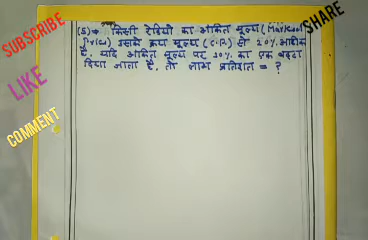 SUBSCRIBE
LIKE
COMMENT
SHARE
(5)⇒ किसी रेडियो का अंकित मूल्य (Marked
Price) उसके क्रय मूल्य (C.P.) से 20% अधिक
है. यदि अंकित मूल्य पर 10% का एक बट्टा
दिया जाता है. तो लाभ प्रतिशत = ?